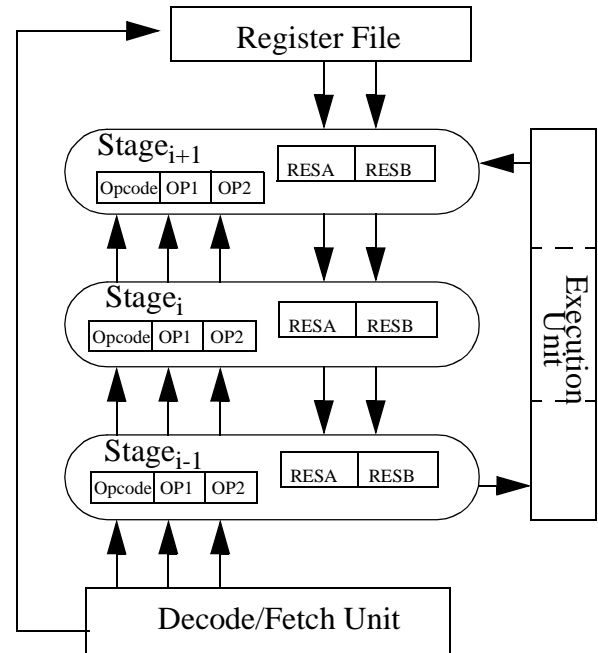 Register File
Stage_{i+1}
RESA RESB
Opcode OP1 OP2
Stage_i
RESA RESB
Opcode OP1 OP2
Execution
Unit
Stage_{i-1}
RESA RESB
Opcode OP1 OP2
Decode/Fetch Unit